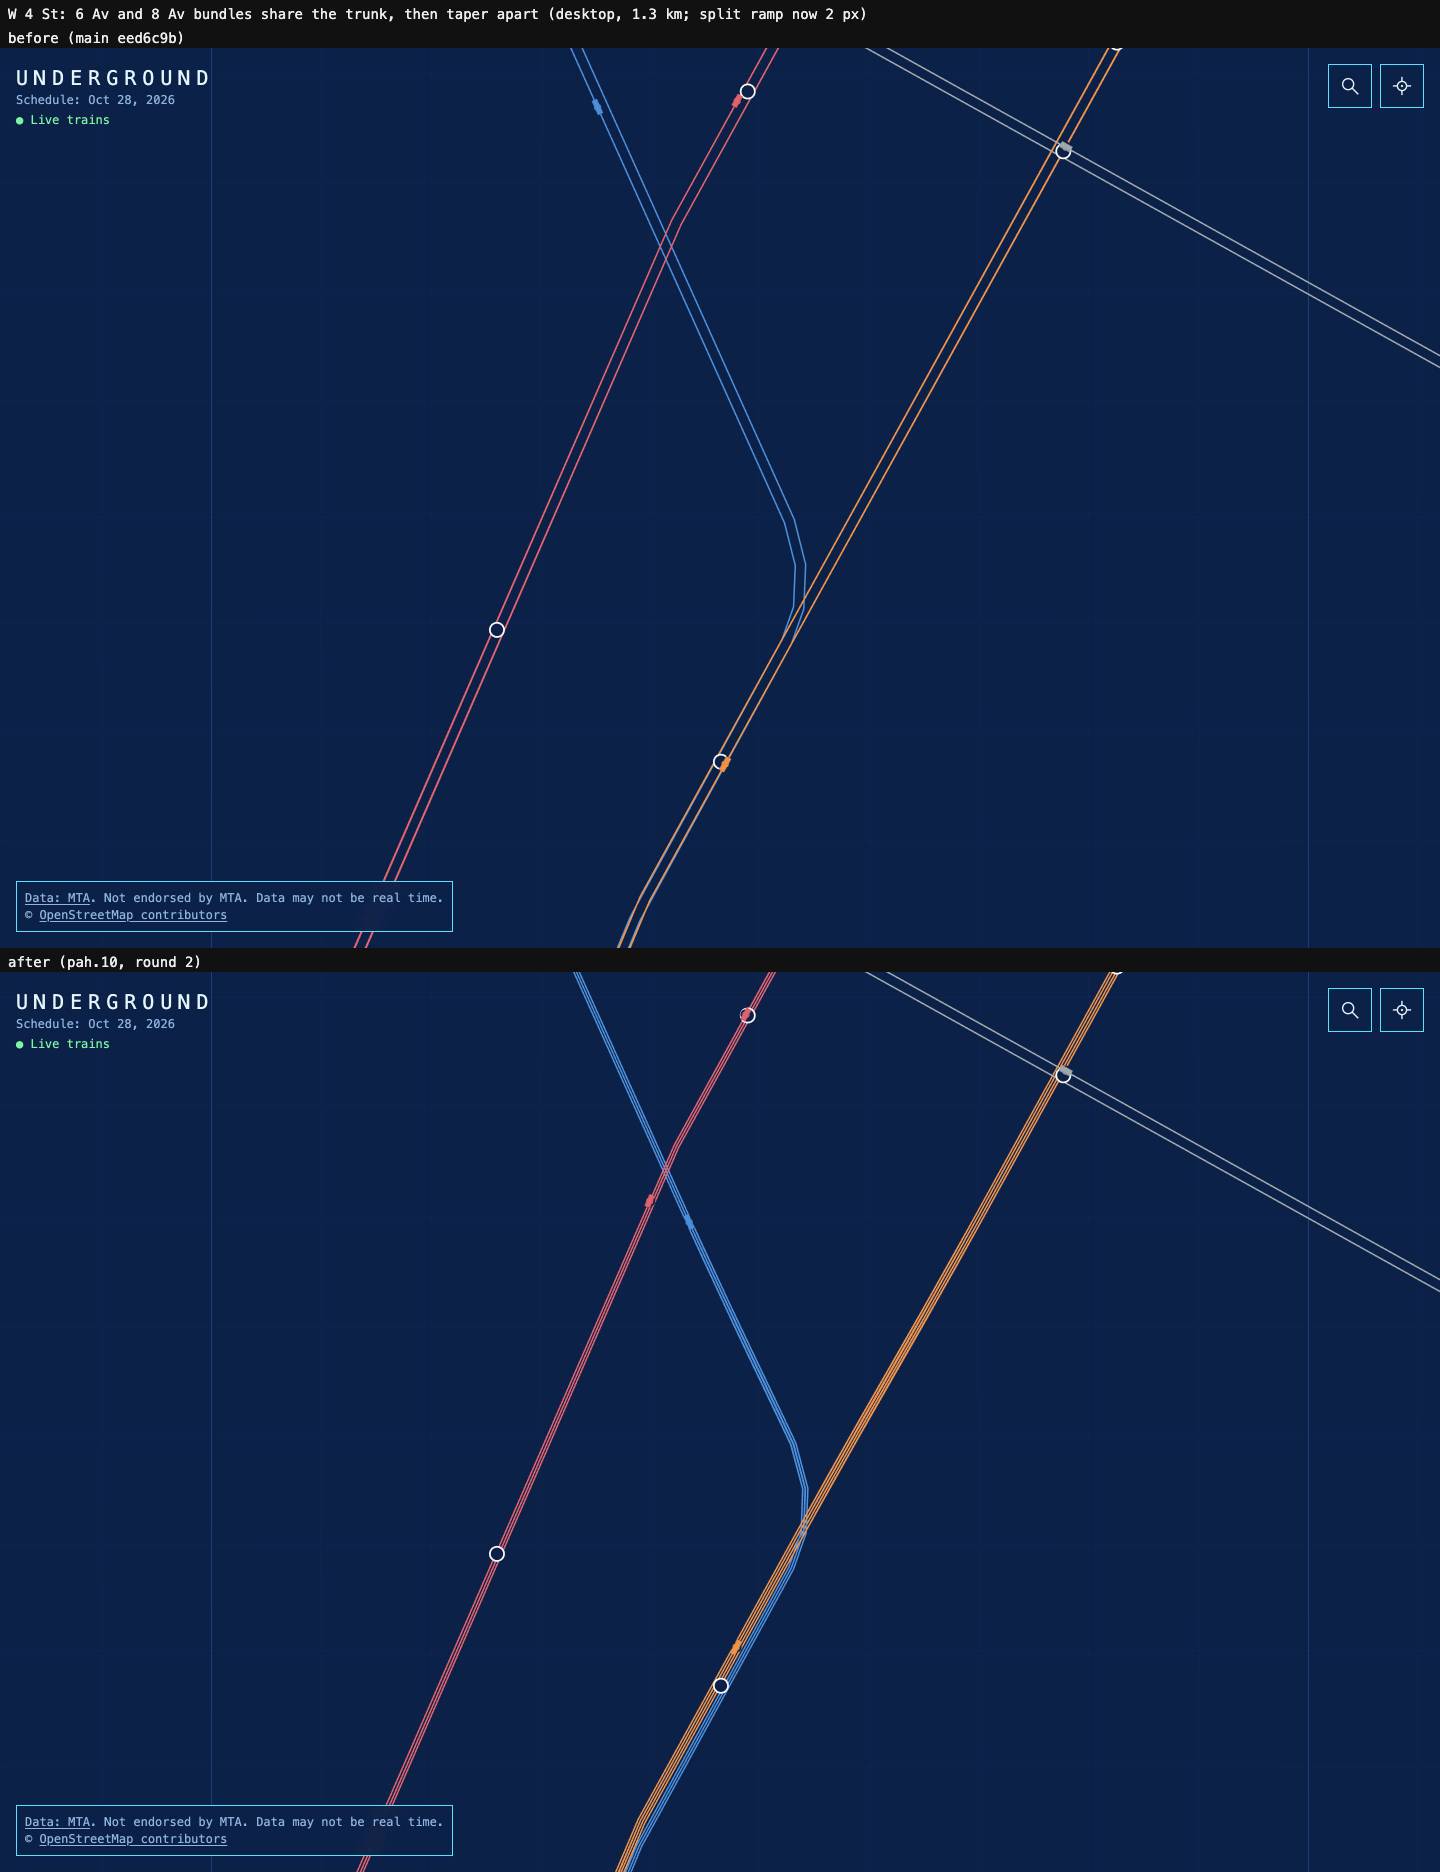 W 4 St: 6 Av and 8 Av bundles share the trunk, then taper apart (desktop, 1.3 km; split ramp now 2 px)
before (main eed6c9b)
UNDERGROUND
Schedule: Oct 28, 2026
Live trains
Data: MTA. Not endorsed by MTA. Data may not be real time.
© OpenStreetMap contributors
after (pah.10, round 2)
UNDERGROUND
Schedule: Oct 28, 2026
Live trains
Data: MTA. Not endorsed by MTA. Data may not be real time.
© OpenStreetMap contributors